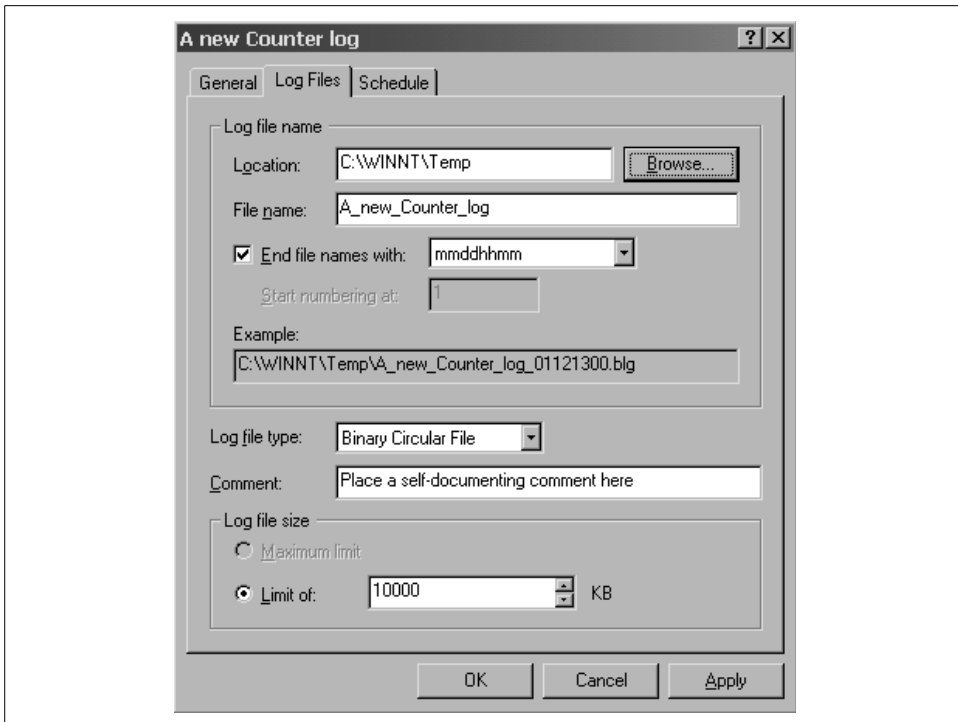 A new Counter log
General Log Files Schedule
Log file name
Location: C:\WINNT\Temp Browse...
File name: A_new_Counter_log
End file names with: mmddhhmm
Start numbering at: 1
Example:
C:\WINNT\Temp\A_new_Counter_log_01121300.blg
Log file type: Binary Circular File
Comment: Place a self-documenting comment here
Log file size
Maximum limit
Limit of: 10000 KB
OK Cancel Apply